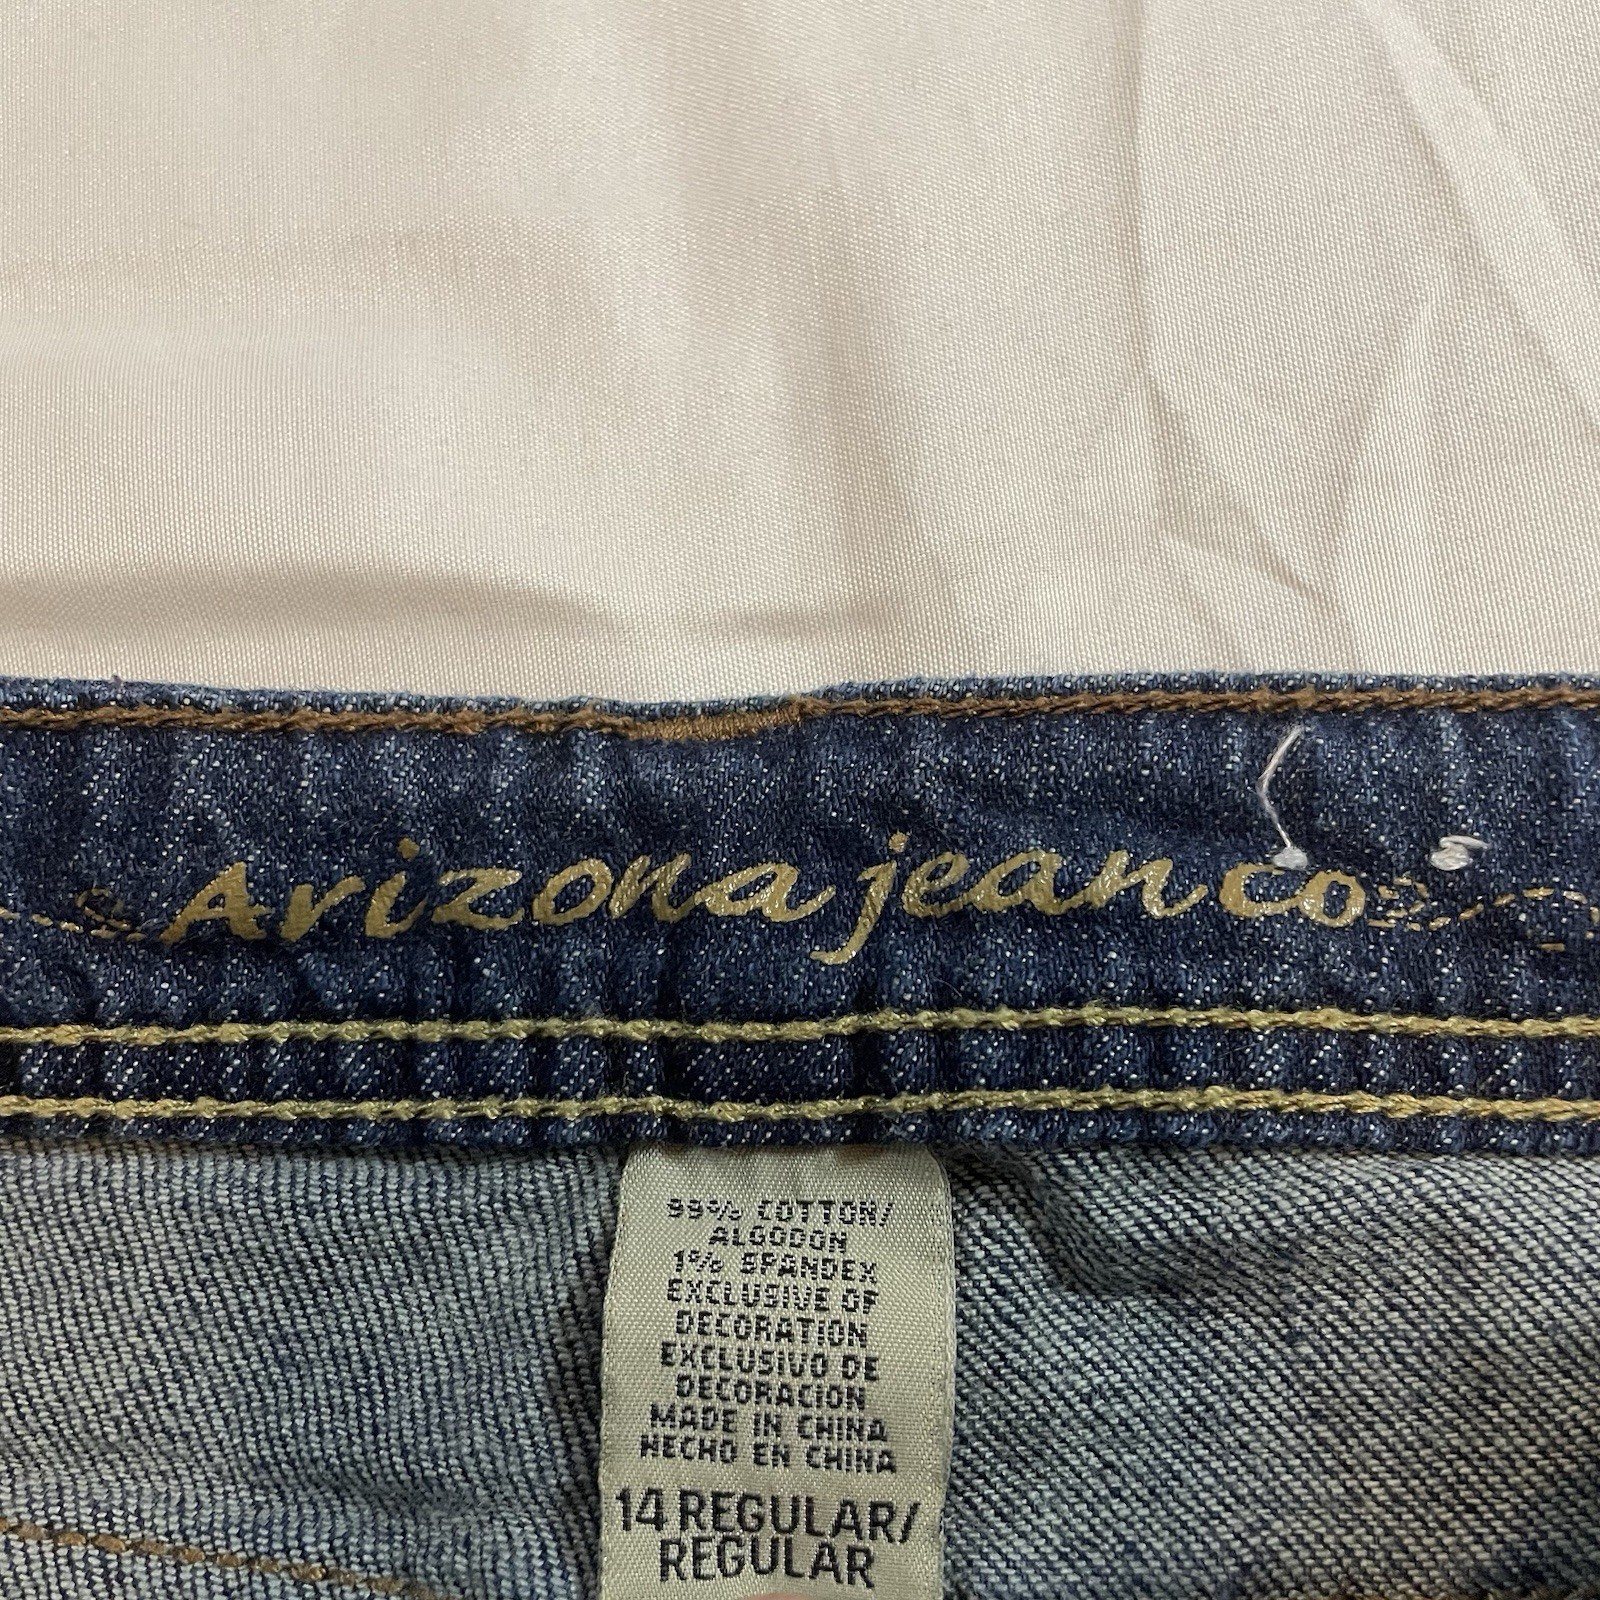 Arizona jean co
99% COTTON/
ALGODON
1% SPANDEX
EXCLUSIVE OF
DECORATION
EXCLUSIVO DE
DECORACION
MADE IN CHINA
HECHO EN CHINA
14 REGULAR/
REGULAR